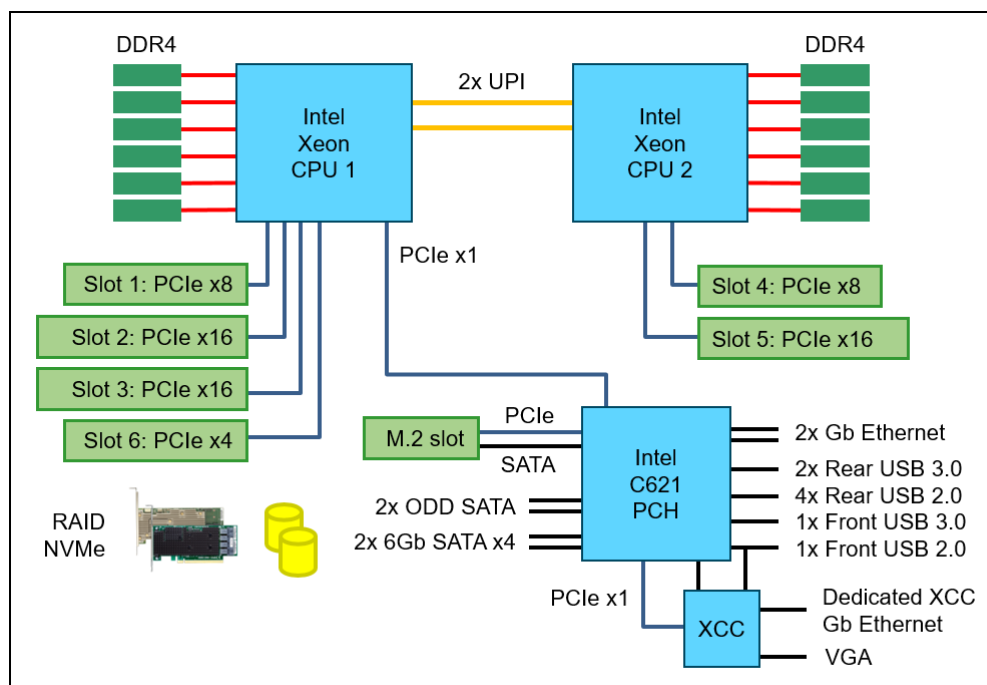 DDR4
DDR4
2x UPI
Intel
Xeon
CPU 1
Intel
Xeon
CPU 2
PCIe x1
Slot 1: PCIe x8
Slot 2: PCIe x16
Slot 3: PCIe x16
Slot 6: PCIe x4
Slot 4: PCIe x8
Slot 5: PCIe x16
M.2 slot
PCIe
SATA
2x ODD SATA
2x 6Gb SATA x4
Intel
C621
PCH
2x Gb Ethernet
2x Rear USB 3.0
4x Rear USB 2.0
1x Front USB 3.0
1x Front USB 2.0
RAID
NVMe
PCIe x1
XCC
Dedicated XCC
Gb Ethernet
VGA